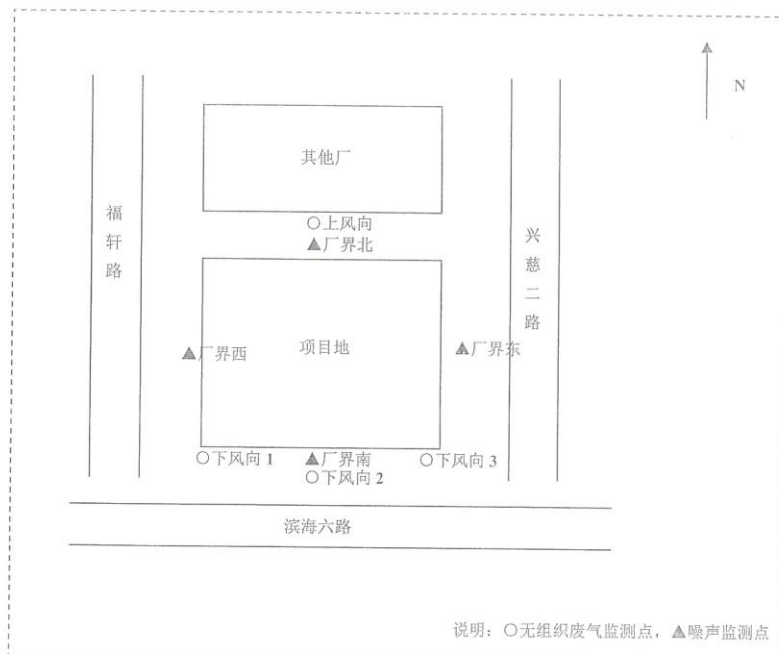 N
其他厂
福轩路
○上风向
▲厂界北
兴慈二路
▲厂界西
项目地
▲厂界东
○下风向 1
▲厂界南
○下风向 3
○下风向 2
滨海六路
说明：○无组织废气监测点，▲噪声监测点